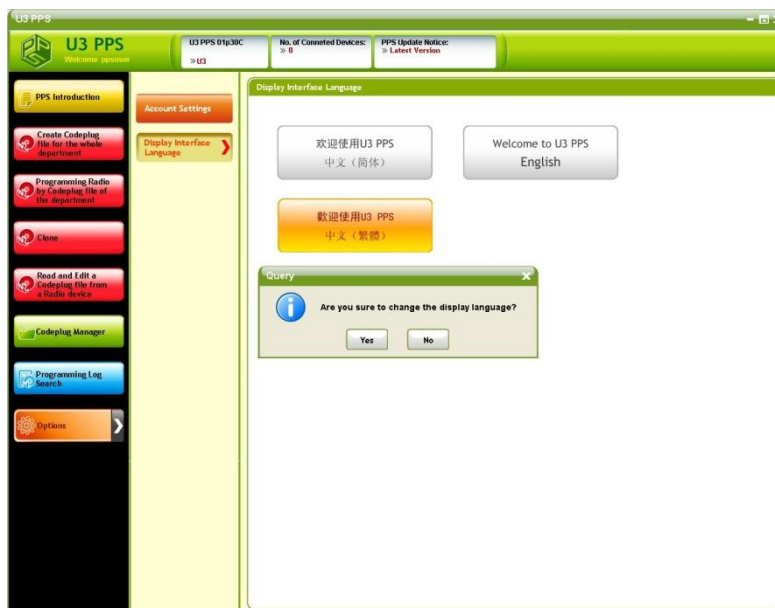 U3 PPS
U3 PPS
Welcome ppsuser
U3 PPS 01p30C
»U3
No. of Conneted Devices:
» 0
PPS Update Notice:
» Latest Version
PPS Introduction
Create Codeplug
file for the whole
department
Programming Radio
by Codeplug file of
the department
Clone
Read and Edit a
Codeplug file from
a Radio device
Codeplug Manager
Programming Log
Search
Options
Account Settings
Display Interface
Language
Display Interface Language
欢迎使用U3 PPS
中文（简体）
Welcome to U3 PPS
English
歡迎使用U3 PPS
中文（繁體）
Query
Are you sure to change the display language?
Yes
No